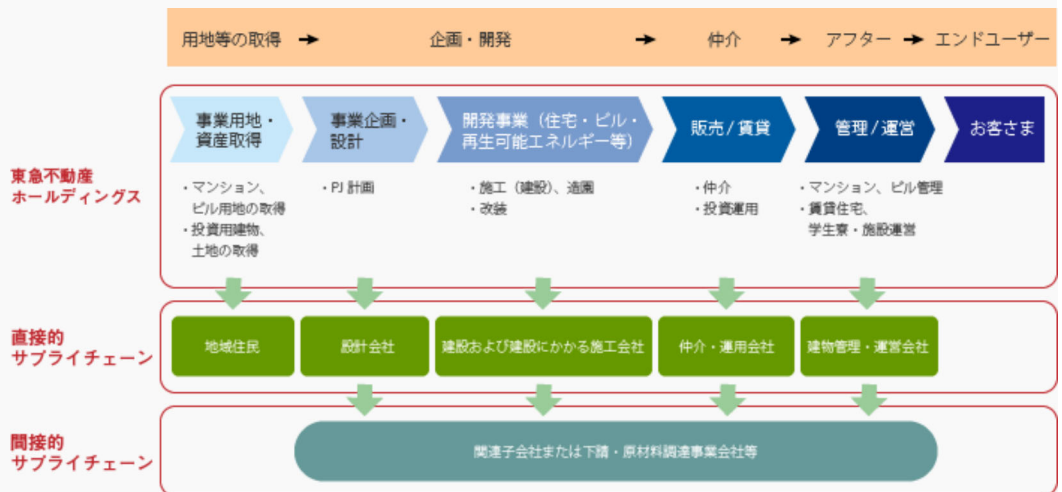 用地等の取得 → 企画・開発 → 仲介 → アフター → エンドユーザー
東急不動産
ホールディングス
事業用地・
資産取得
事業企画・
設計
開発事業(住宅・ビル・
再生可能エネルギー等)
販売/賃貸
管理/運営
お客さま
・マンション、
ビル用地の取得
・投資用建物、
土地の取得
・PJ計画
・施工(建設)、造園
・改装
・仲介
・投資運用
・マンション、ビル管理
・賃貸住宅、
学生寮・施設運営
直接的
サプライチェーン
地域住民
設計会社
建設および建設にかかる施工会社
仲介・運用会社
建物管理・運営会社
間接的
サプライチェーン
関連子会社または下請・原材料調達事業会社等